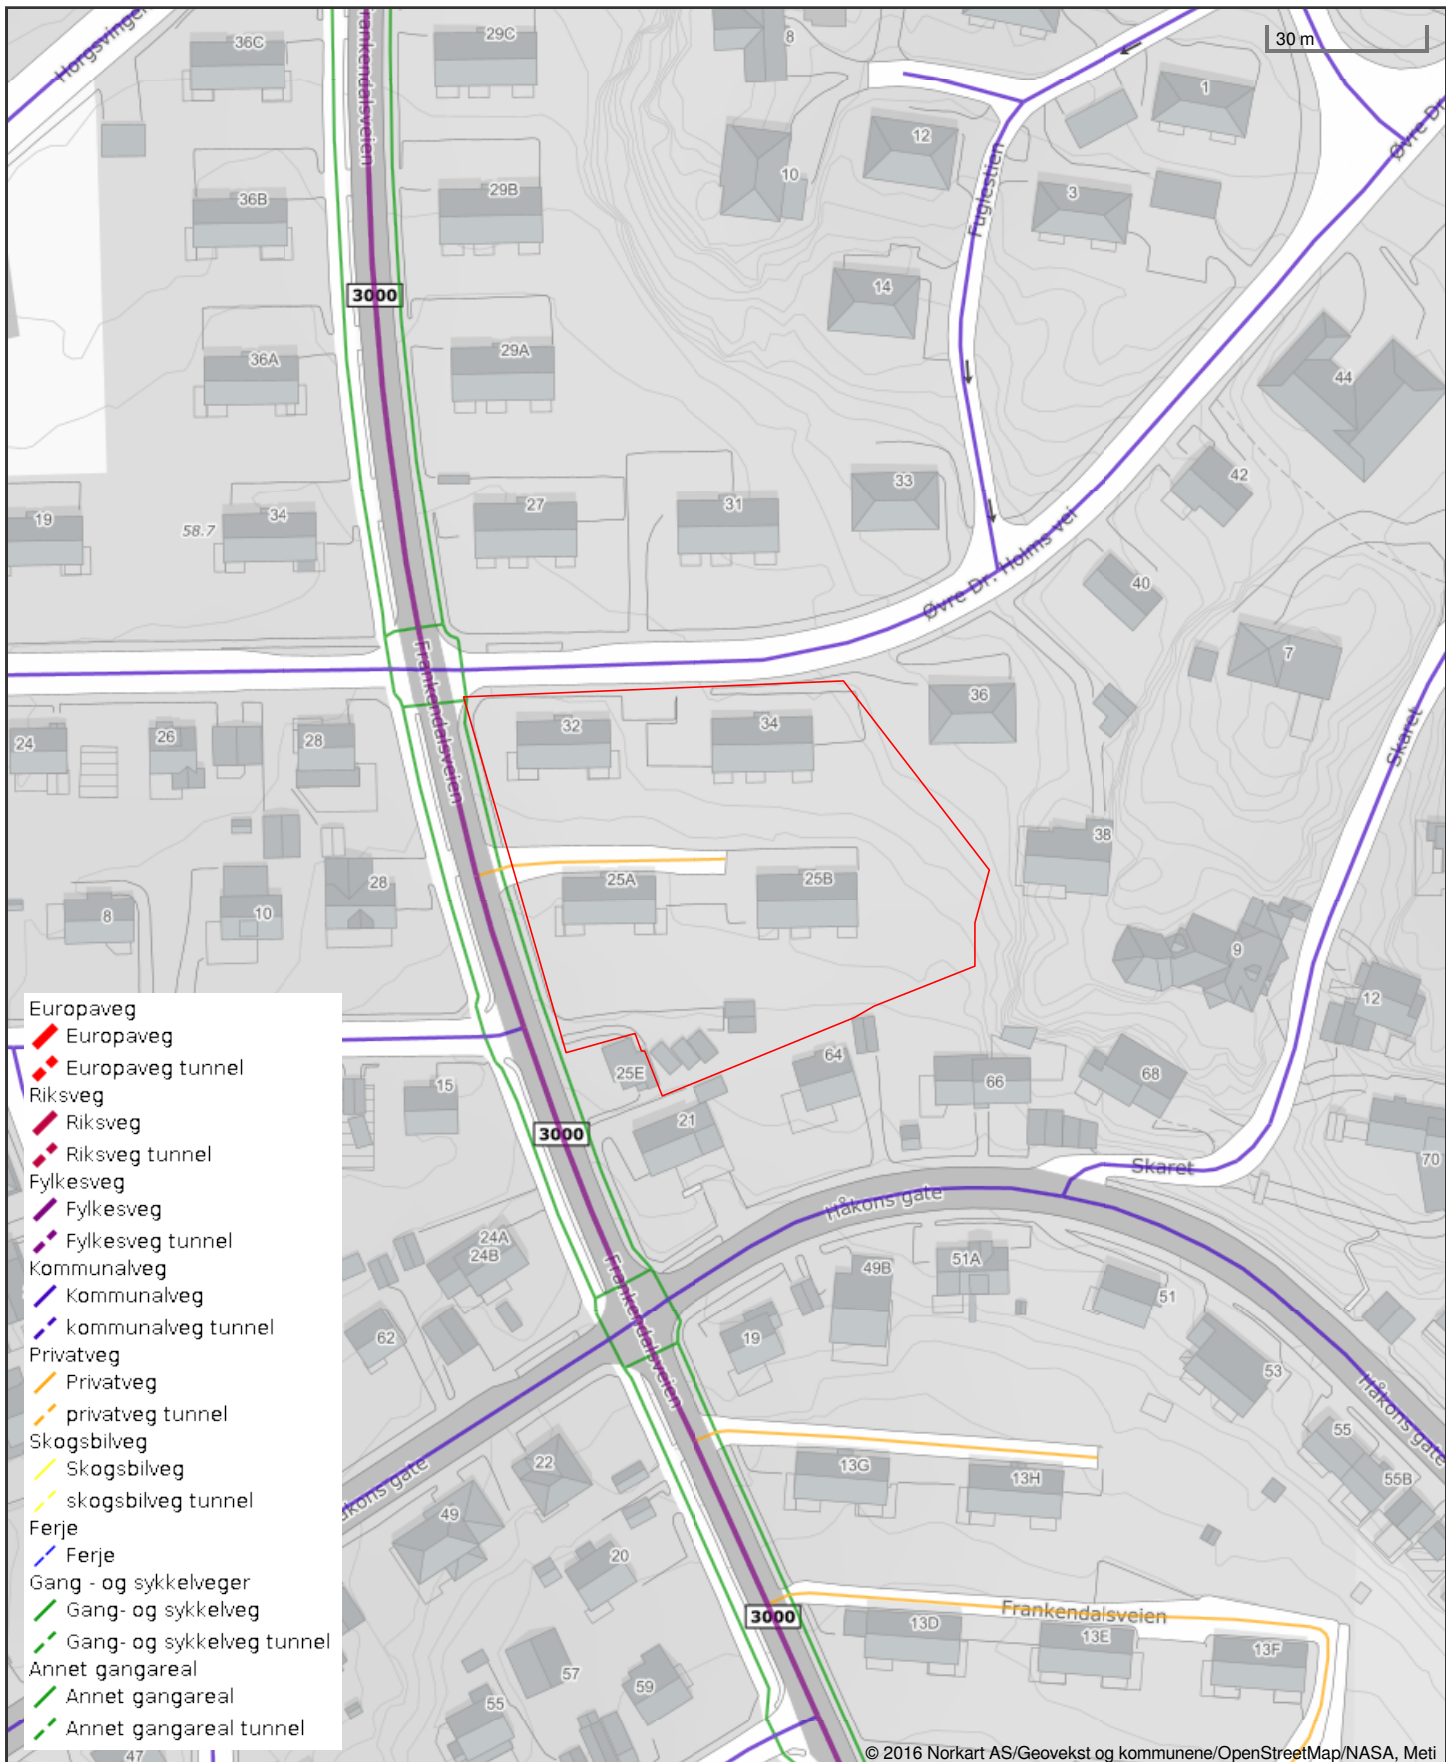 Horgsvingen
36C
29C
8
30 m
1
Frankendalsveien
12
10
3
Øvre Dr.
36B
29B
Fuglestien
14
3000
36A
29A
44
42
33
19
34
58.7
27
31
40
Øvre Dr. Holms vei
7
Skaret
Frankendalsveien
24
26
28
32
34
36
38
28
8
10
25A
25B
9
12
25E
64
66
68
15
21
3000
70
Skaret
Håkons gate
24A
24B
49B
51A
51
62
19
53
Frankendalsveien
Håkons gate
55
55B
22
13G
13H
åkons gate
49
20
Frankendalsveien
3000
13D
13E
13F
57
59
55
47
Europaveg
Europaveg
Europaveg tunnel
Riksveg
Riksveg
Riksveg tunnel
Fylkesveg
Fylkesveg
Fylkesveg tunnel
Kommunalveg
Kommunalveg
kommunalveg tunnel
Privatveg
Privatveg
privatveg tunnel
Skogsbilveg
Skogsbilveg
skogsbilveg tunnel
Ferje
Ferje
Gang - og sykkelveger
Gang- og sykkelveg
Gang- og sykkelveg tunnel
Annet gangareal
Annet gangareal
Annet gangareal tunnel
© 2016 Norkart AS/Geovekst og kommunene/OpenStreetMap/NASA, Meti